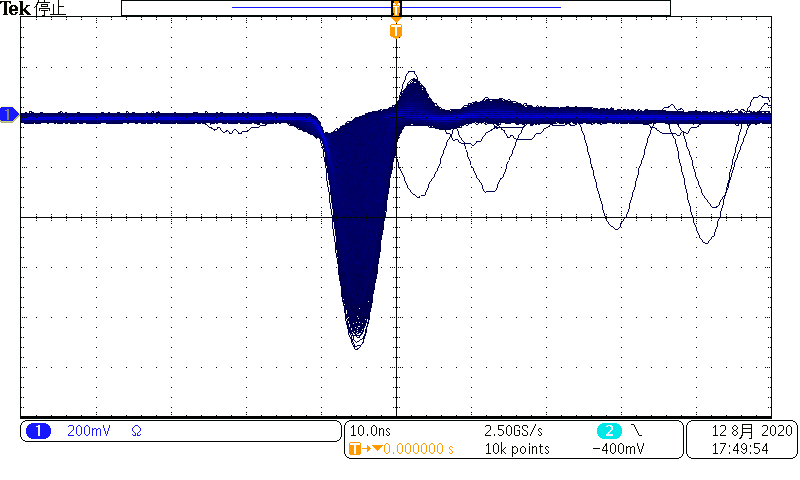 Tek 停止
T
T
1
1 200mV Ω
10.0ns 2.50GS/s 2 -400mV
T→▼0.000000 s 10k points
12 8月 2020
17:49:54